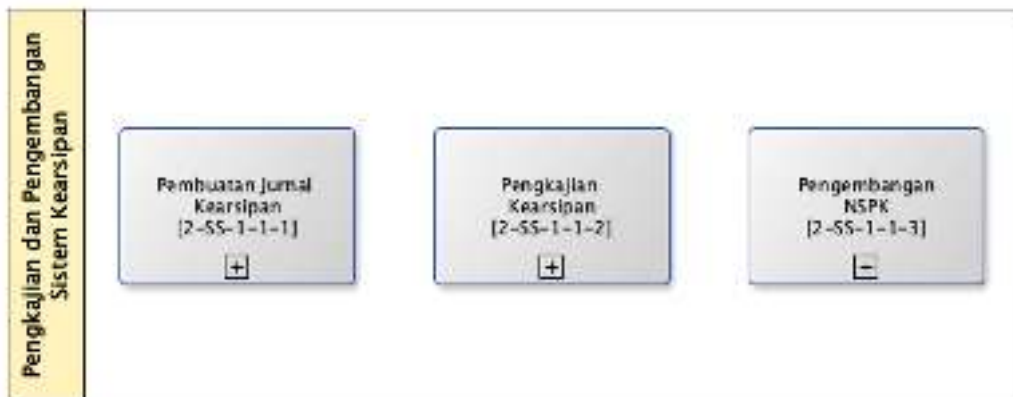 Pengkajian dan Pengembangan
Sistem Kearsipan
Pembuatan Jurnal
Kearsipan
[2-SS-1-1-1]
Pengkajian
Kearsipan
[2-SS-1-1-2]
Pengembangan
NSPK
[2-SS-1-1-3]